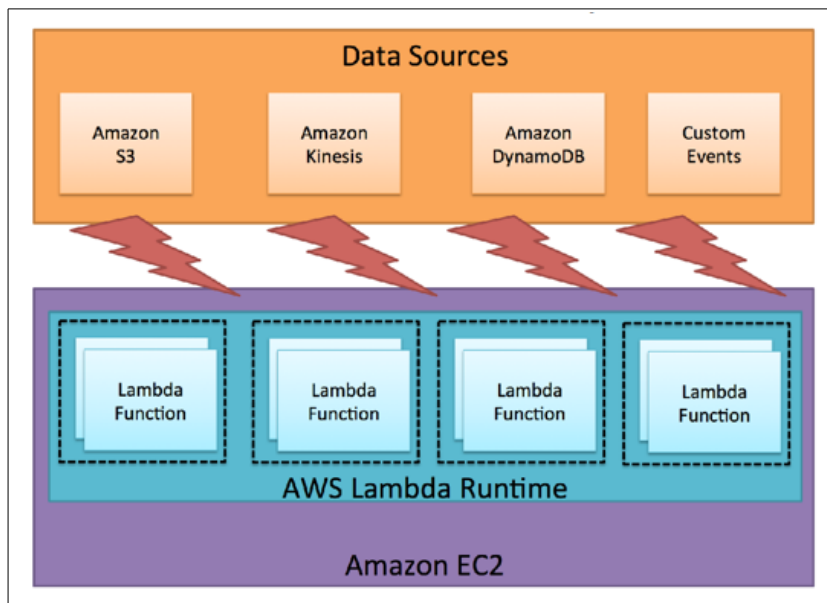 Data Sources
Amazon
S3
Amazon
Kinesis
Amazon
DynamoDB
Custom
Events
Lambda
Function
Lambda
Function
Lambda
Function
Lambda
Function
AWS Lambda Runtime
Amazon EC2